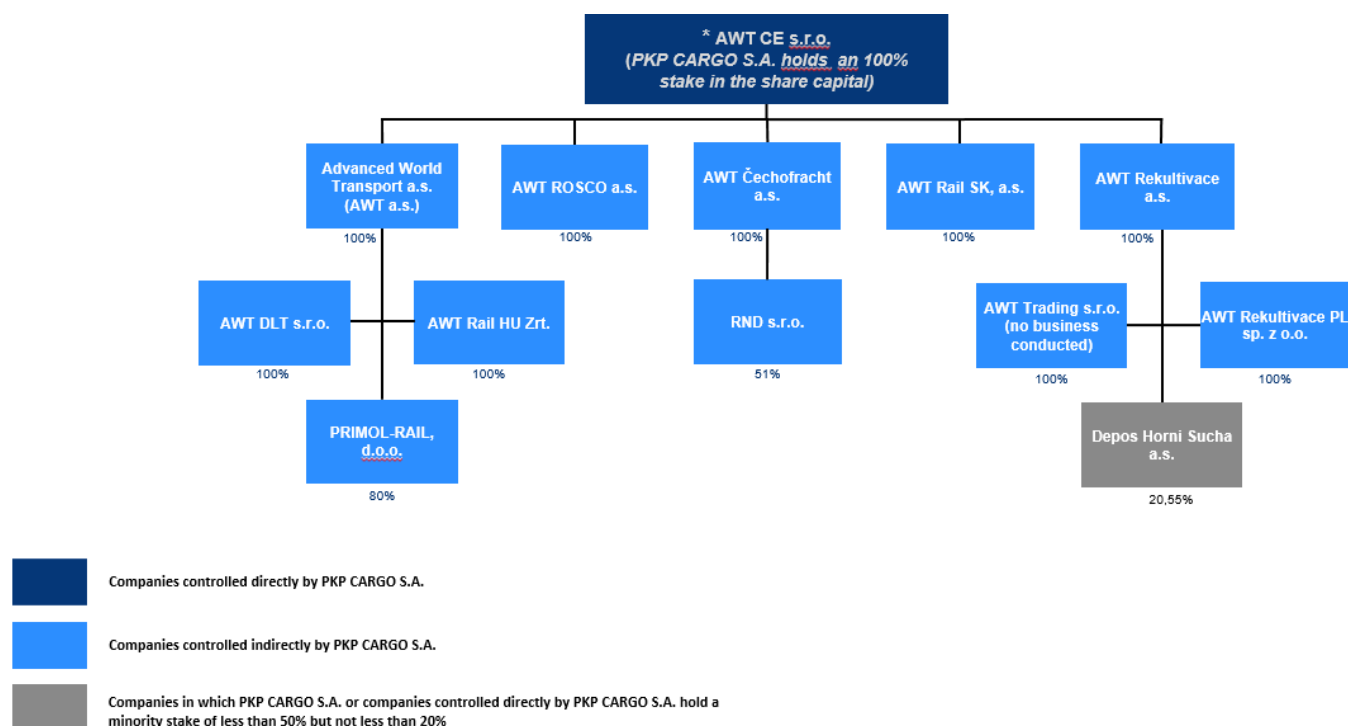 * AWT CE s.r.o.
(PKP CARGO S.A. holds an 100%
stake in the share capital)
Advanced World
Transport a.s.
(AWT a.s.)
100%
AWT ROSCO a.s.
100%
AWT Čechofracht
a.s.
100%
AWT Rail SK, a.s.
100%
AWT Rekultivace
a.s.
100%
AWT DLT s.r.o.
100%
AWT Rail HU Zrt.
100%
RND s.r.o.
51%
AWT Trading s.r.o.
(no business
conducted)
100%
AWT Rekultivace PL
sp. z o.o.
100%
PRIMOL-RAIL,
d.o.o.
80%
Depos Horni Sucha
a.s.
20,55%
Companies controlled directly by PKP CARGO S.A.
Companies controlled indirectly by PKP CARGO S.A.
Companies in which PKP CARGO S.A. or companies controlled directly by PKP CARGO S.A. hold a
minority stake of less than 50% but not less than 20%